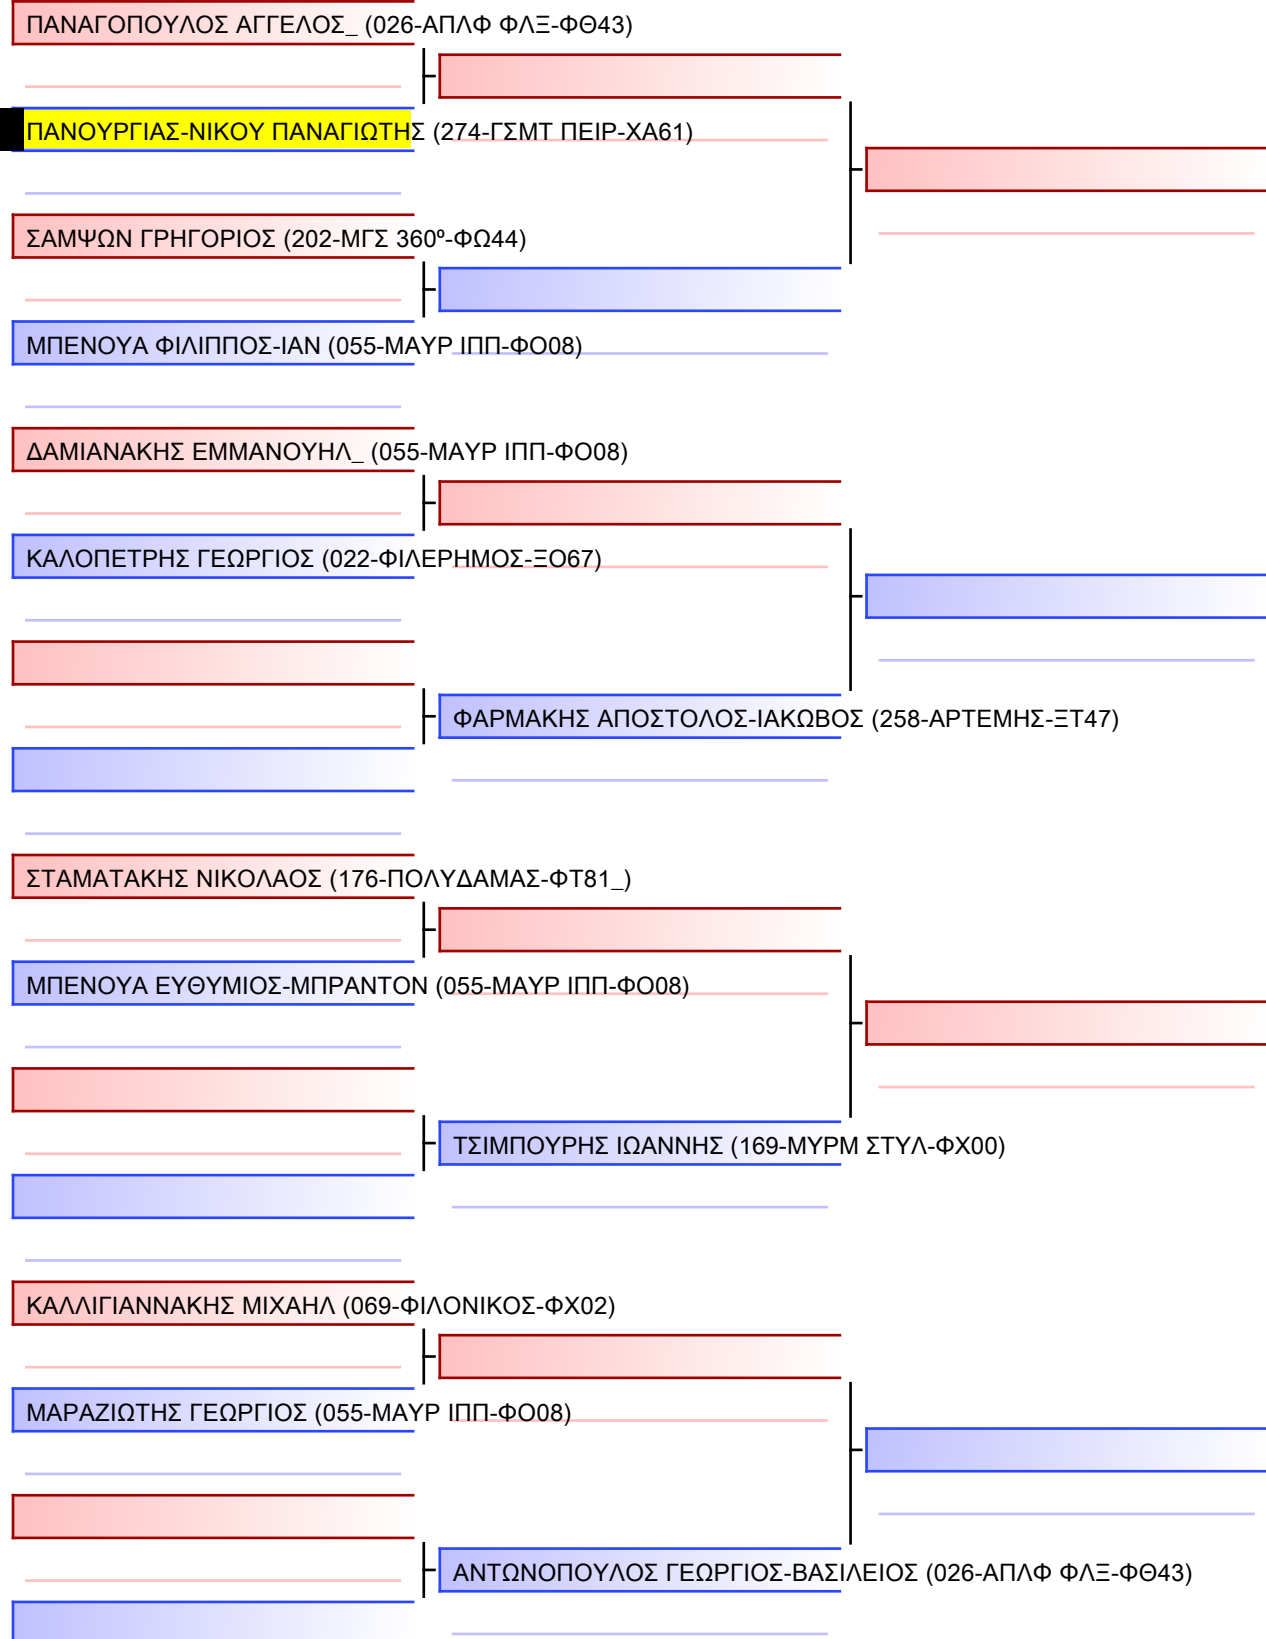 ΠΑΝΑΓΟΠΟΥΛΟΣ ΑΓΓΕΛΟΣ_ (026-ΑΠΛΦ ΦΛΞ-ΦΘ43)
ΠΑΝΟΥΡΓΙΑΣ-ΝΙΚΟΥ ΠΑΝΑΓΙΩΤΗΣ (274-ΓΣΜΤ ΠΕΙΡ-ΧΑ61)
ΣΑΜΨΩΝ ΓΡΗΓΟΡΙΟΣ (202-ΜΓΣ 360º-ΦΩ44)
ΜΠΕΝΟΥΑ ΦΙΛΙΠΠΟΣ-ΙΑΝ (055-ΜΑΥΡ ΙΠΠ-ΦΟ08)
ΔΑΜΙΑΝΑΚΗΣ ΕΜΜΑΝΟΥΗΛ_ (055-ΜΑΥΡ ΙΠΠ-ΦΟ08)
ΚΑΛΟΠΕΤΡΗΣ ΓΕΩΡΓΙΟΣ (022-ΦΙΛΕΡΗΜΟΣ-ΞΟ67)
ΦΑΡΜΑΚΗΣ ΑΠΟΣΤΟΛΟΣ-ΙΑΚΩΒΟΣ (258-ΑΡΤΕΜΗΣ-ΞΤ47)
ΣΤΑΜΑΤΑΚΗΣ ΝΙΚΟΛΑΟΣ (176-ΠΟΛΥΔΑΜΑΣ-ΦΤ81_)
ΜΠΕΝΟΥΑ ΕΥΘΥΜΙΟΣ-ΜΠΡΑΝΤΟΝ (055-ΜΑΥΡ ΙΠΠ-ΦΟ08)
ΤΣΙΜΠΟΥΡΗΣ ΙΩΑΝΝΗΣ (169-ΜΥΡΜ ΣΤΥΛ-ΦΧ00)
ΚΑΛΛΙΓΙΑΝΝΑΚΗΣ ΜΙΧΑΗΛ (069-ΦΙΛΟΝΙΚΟΣ-ΦΧ02)
ΜΑΡΑΖΙΩΤΗΣ ΓΕΩΡΓΙΟΣ (055-ΜΑΥΡ ΙΠΠ-ΦΟ08)
ΑΝΤΩΝΟΠΟΥΛΟΣ ΓΕΩΡΓΙΟΣ-ΒΑΣΙΛΕΙΟΣ (026-ΑΠΛΦ ΦΛΞ-ΦΘ43)